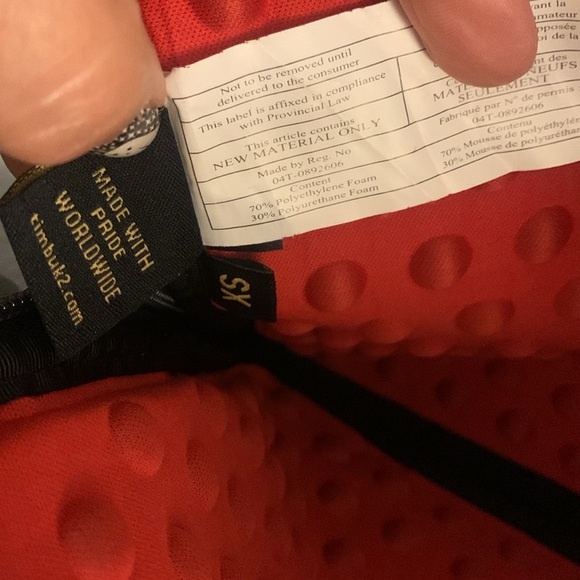 MADE WITH
PRIDE
WORLDWIDE
timbuk2.com
XS
Not to be removed until
delivered to the consumer
This label is affixed in compliance
with Provincial Law
This article contains
NEW MATERIAL ONLY
Made by Reg. No
04T-0892606
Content
70% Polyethylene Foam
30% Polyurethane Foam
de la
SEULEMENT
Fabriqué par N° de permis
04T-0892606
Contenu
70% Mousse de
30% Mousse de